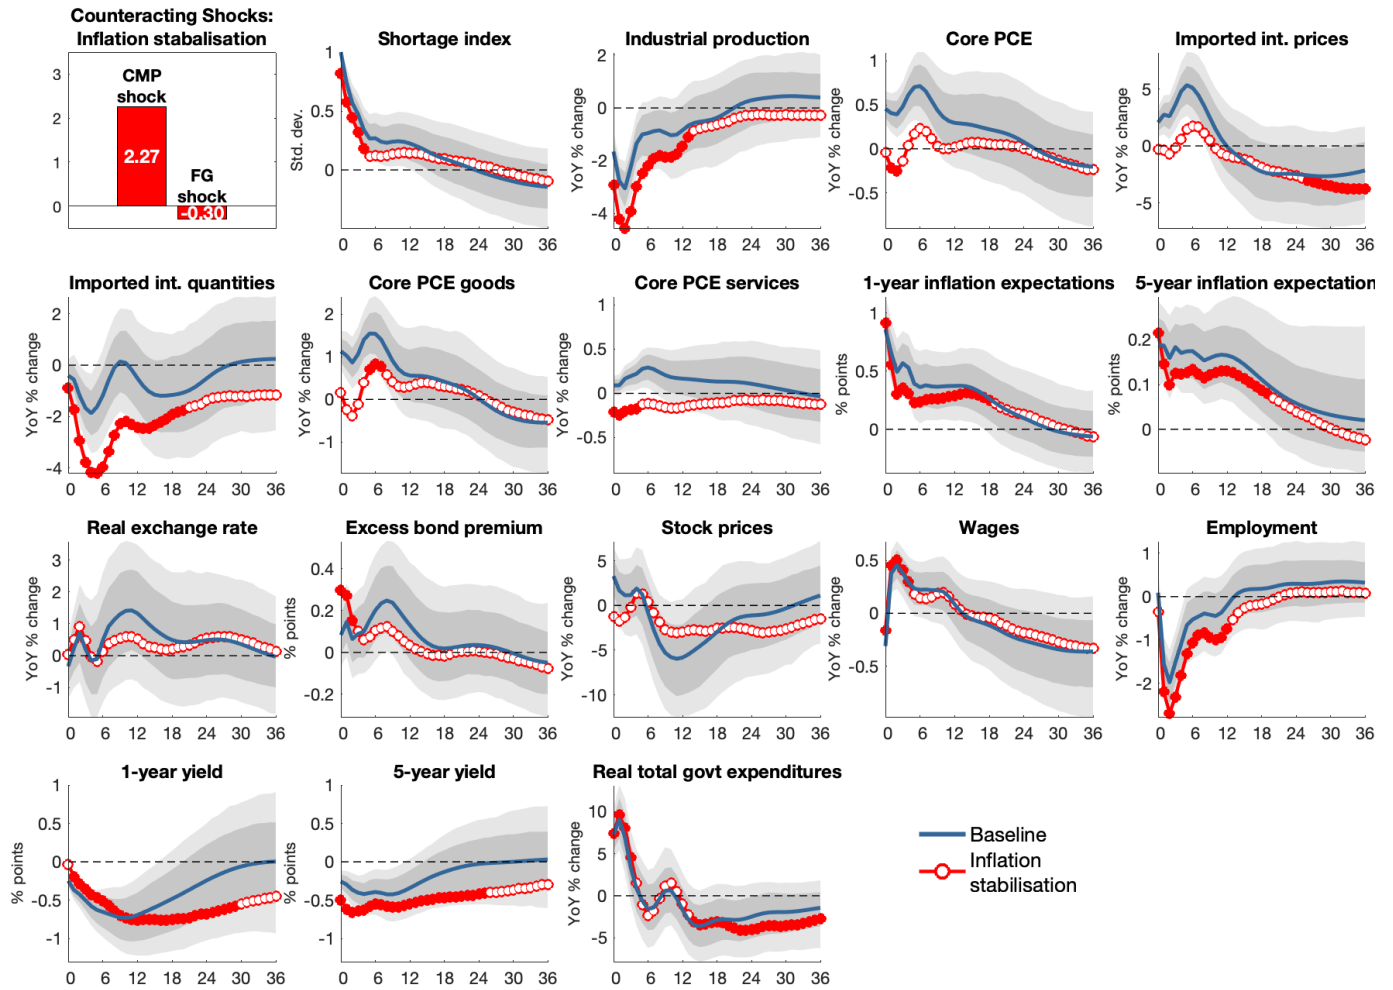 Counteracting Shocks:
Inflation stabalisation
3
2
1
0
CMP
shock
2.27
FG
shock
-0.30
Shortage index
Std. dev.
1
0.5
0
0 6 12 18 24 30 36
Industrial production
YoY % change
2
0
-2
-4
0 6 12 18 24 30 36
Core PCE
YoY % change
1
0.5
0
-0.5
0 6 12 18 24 30 36
Imported int. prices
YoY % change
5
0
-5
0 6 12 18 24 30 36
Imported int. quantities
YoY % change
2
0
-2
-4
0 6 12 18 24 30 36
Core PCE goods
YoY % change
2
1
0
-1
0 6 12 18 24 30 36
Core PCE services
YoY % change
1
0.5
0
-0.5
0 6 12 18 24 30 36
1-year inflation expectations
% points
1
0.5
0
0 6 12 18 24 30 36
5-year inflation expectation
% points
0.2
0.1
0
0 6 12 18 24 30 36
Real exchange rate
YoY % change
3
2
1
0
-1
0 6 12 18 24 30 36
Excess bond premium
% points
0.4
0.2
0
-0.2
0 6 12 18 24 30 36
Stock prices
YoY % change
5
0
-5
-10
0 6 12 18 24 30 36
Wages
YoY % change
0.5
0
-0.5
0 6 12 18 24 30 36
Employment
YoY % change
1
0
-1
-2
0 6 12 18 24 30 36
1-year yield
% points
1
0.5
0
-0.5
-1
0 6 12 18 24 30 36
5-year yield
% points
1
0.5
0
-0.5
-1
0 6 12 18 24 30 36
Real total govt expenditures
YoY % change
10
5
0
-5
0 6 12 18 24 30 36
Baseline
Inflation
stabilisation